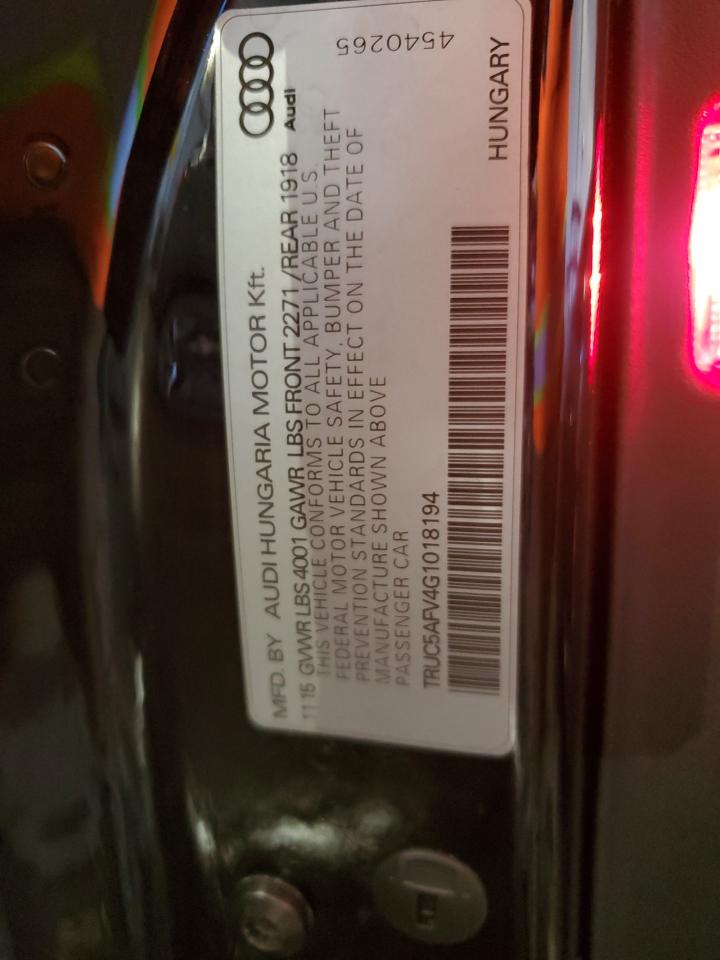 MFD. BY AUDI HUNGARIA MOTOR Kft.
11 15 GVWR LBS 4001 GAWR LBS FRONT 2271 /REAR 1918
THIS VEHICLE CONFORMS TO ALL APPLICABLE U.S.
FEDERAL MOTOR VEHICLE SAFETY, BUMPER AND THEFT
PREVENTION STANDARDS IN EFFECT ON THE DATE OF
MANUFACTURE SHOWN ABOVE
PASSENGER CAR
TRUC5AFV4G1018194
Audi
4540265
HUNGARY